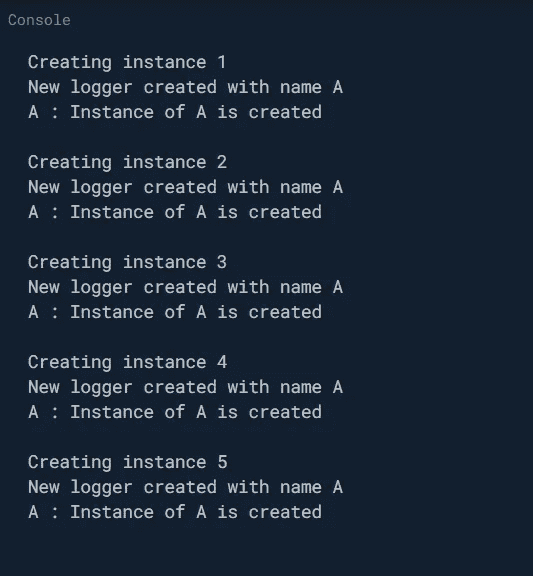 Console
Creating instance 1
New logger created with name A
A : Instance of A is created
Creating instance 2
New logger created with name A
A : Instance of A is created
Creating instance 3
New logger created with name A
A : Instance of A is created
Creating instance 4
New logger created with name A
A : Instance of A is created
Creating instance 5
New logger created with name A
A : Instance of A is created